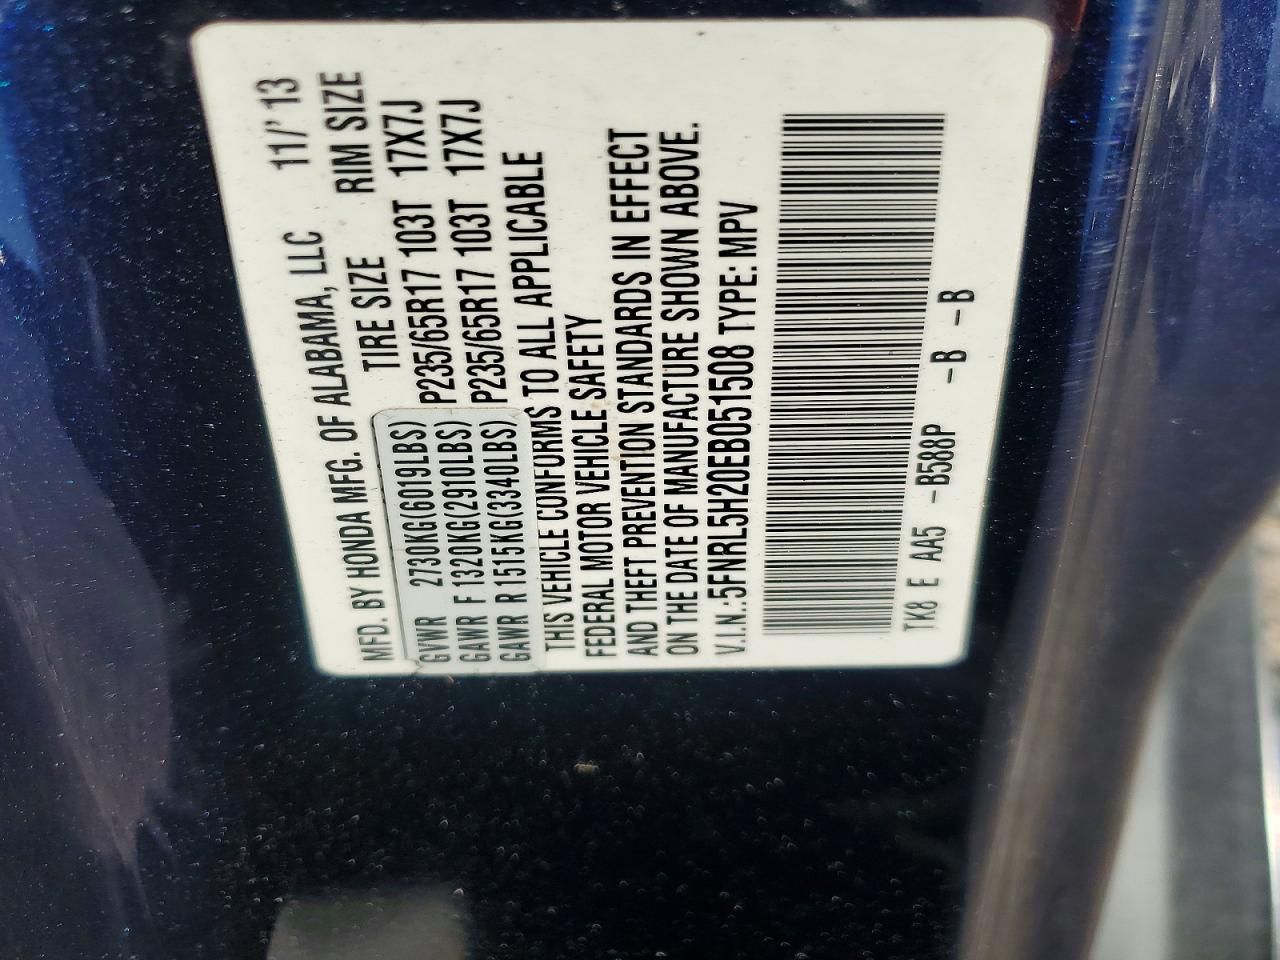 MFD. BY HONDA MFG. OF ALABAMA, LLC 11/' 13
TIRE SIZE RIM SIZE
GVWR 2730KG(6019LBS) P235/65R17 103T 17X7J
GAWR F 1320KG(2910LBS) P235/65R17 103T 17X7J
GAWR R 1515KG(3340LBS)
THIS VEHICLE CONFORMS TO ALL APPLICABLE
FEDERAL MOTOR VEHICLE SAFETY
AND THEFT PREVENTION STANDARDS IN EFFECT
ON THE DATE OF MANUFACTURE SHOWN ABOVE.
V.I.N.:5FNRL5H20EB051508 TYPE: MPV
TK8 E AA5 -B588P -B -B